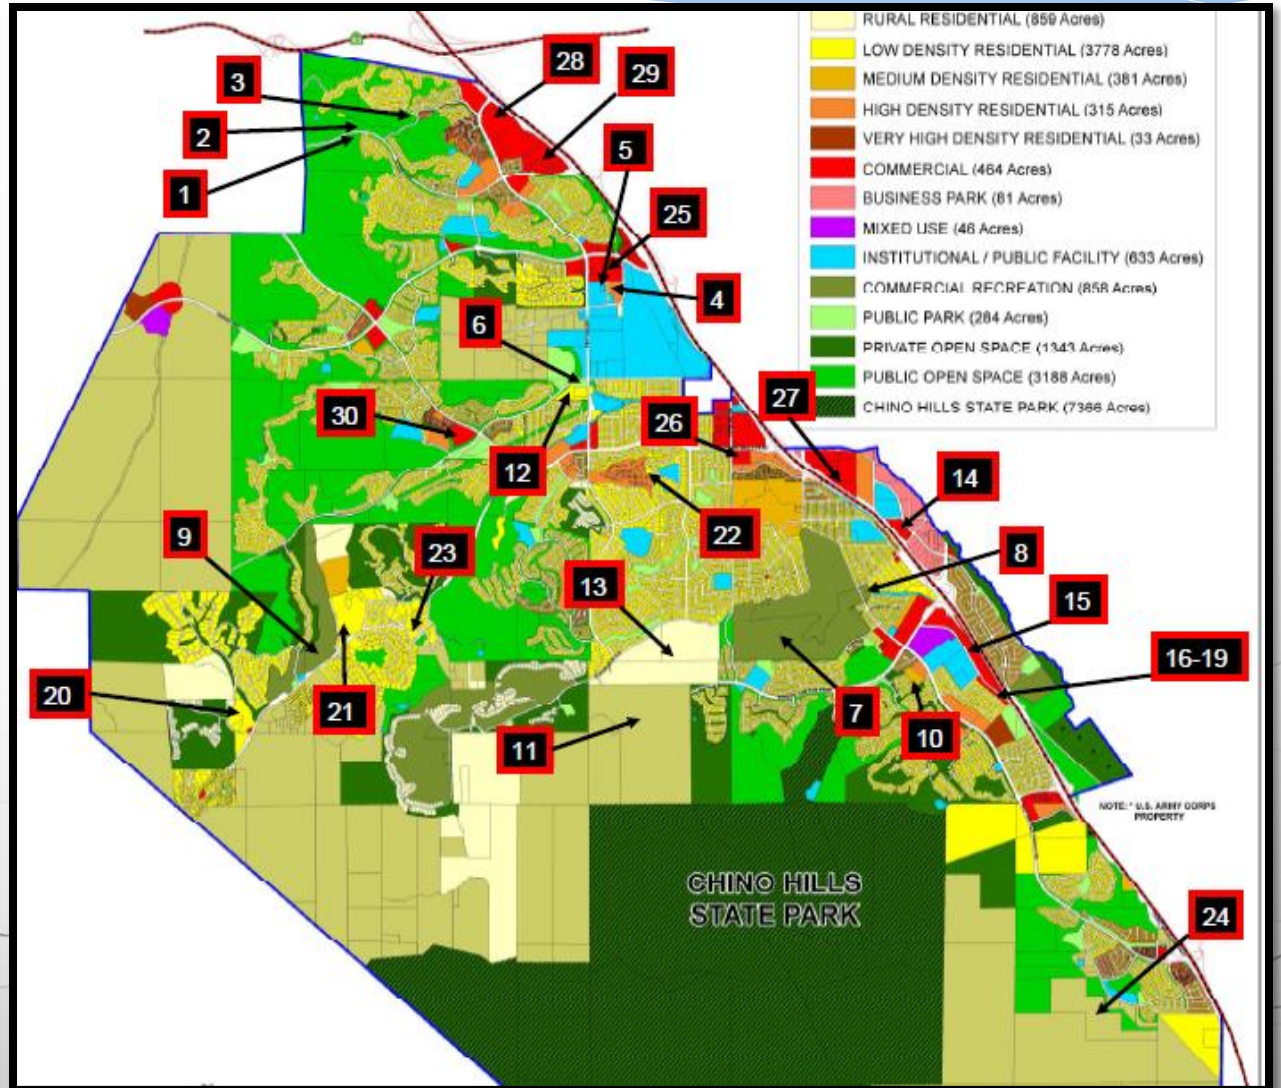 RURAL RESIDENTIAL (859 Acres)
LOW DENSITY RESIDENTIAL (3778 Acres)
MEDIUM DENSITY RESIDENTIAL (381 Acres)
HIGH DENSITY RESIDENTIAL (315 Acres)
VERY HIGH DENSITY RESIDENTIAL (33 Acres)
COMMERCIAL (464 Acres)
BUSINESS PARK (81 Acres)
MIXED USE (46 Acres)
INSTITUTIONAL / PUBLIC FACILITY (633 Acres)
COMMERCIAL RECREATION (858 Acres)
PUBLIC PARK (284 Acres)
PRIVATE OPEN SPACE (1343 Acres)
PUBLIC OPEN SPACE (3188 Acres)
CHINO HILLS STATE PARK (7366 Acres)
28
29
3
2
5
1
25
4
6
27
30
26
12
14
9
23
22
8
13
15
16-19
20
21
7
11
10
NOTE: * U.S. ARMY CORPS
PROPERTY
CHINO HILLS
STATE PARK
24